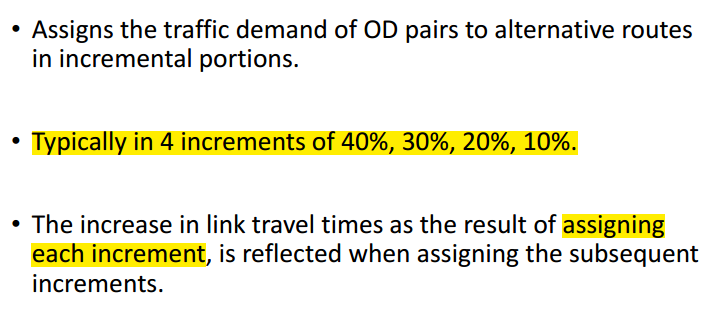 • Assigns the traffic demand of OD pairs to alternative routes
in incremental portions.
• Typically in 4 increments of 40%, 30%, 20%, 10%.
• The increase in link travel times as the result of assigning
each increment, is reflected when assigning the subsequent
increments.